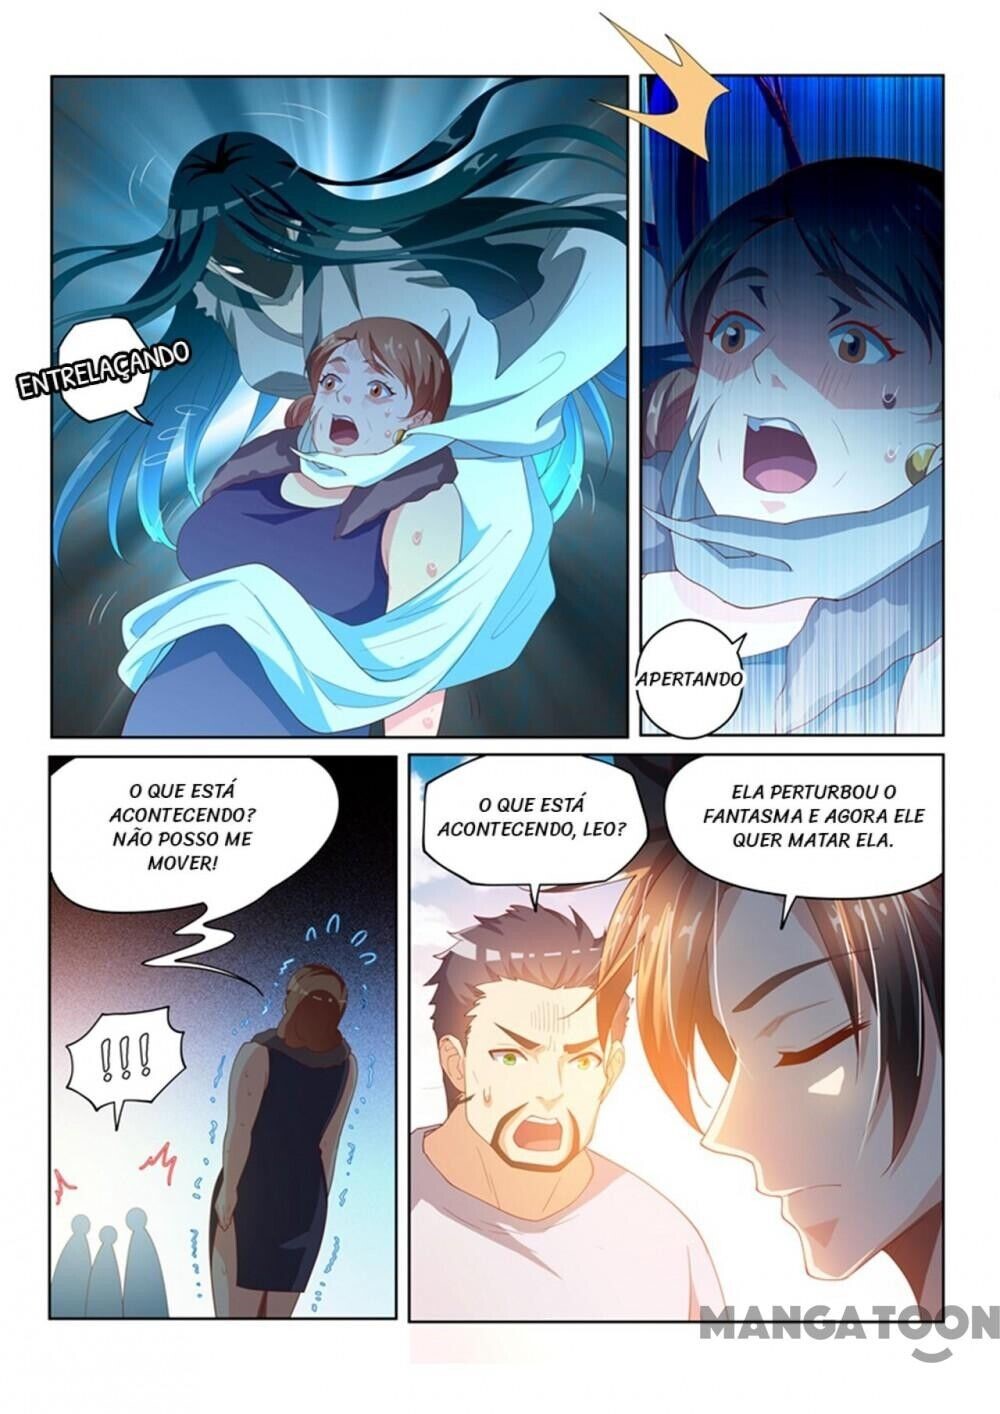 ENTRELAÇANDO
APERTANDO
O QUE ESTÁ
ACONTECENDO?
NÃO POSSO ME
MOVER!
!!!
O QUE ESTÁ
ACONTECENDO, LEO?
ELA PERTURBOU O
FANTASMA E AGORA ELE
QUER MATAR ELA.
MANGATOON